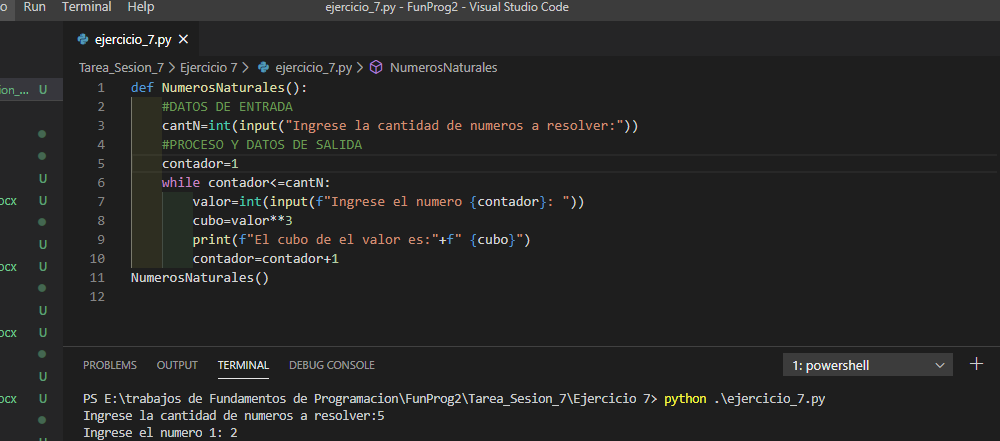 o Run Terminal Help ejercicio_7.py - FunProg2 - Visual Studio Code
ejercicio_7.py ×
Tarea_Sesion_7 > Ejercicio 7 > ejercicio_7.py > NumerosNaturales
ion_... U
1 def NumerosNaturales():
2 #DATOS DE ENTRADA
3 cantN=int(input("Ingrese la cantidad de numeros a resolver:"))
4 #PROCESO Y DATOS DE SALIDA
5 contador=1
6 while contador<=cantN:
7 valor=int(input(f"Ingrese el numero {contador}: "))
8 cubo=valor**3
9 print(f"El cubo de el valor es:"+f" {cubo}")
10 contador=contador+1
11 NumerosNaturales()
12
U
ocx U
U
ocx U
U
ocx U
U
ocx U
PROBLEMS OUTPUT TERMINAL DEBUG CONSOLE 1: powershell
PS E:\trabajos de Fundamentos de Programacion\FunProg2\Tarea_Sesion_7\Ejercicio 7> python .\ejercicio_7.py
Ingrese la cantidad de numeros a resolver:5
Ingrese el numero 1: 2